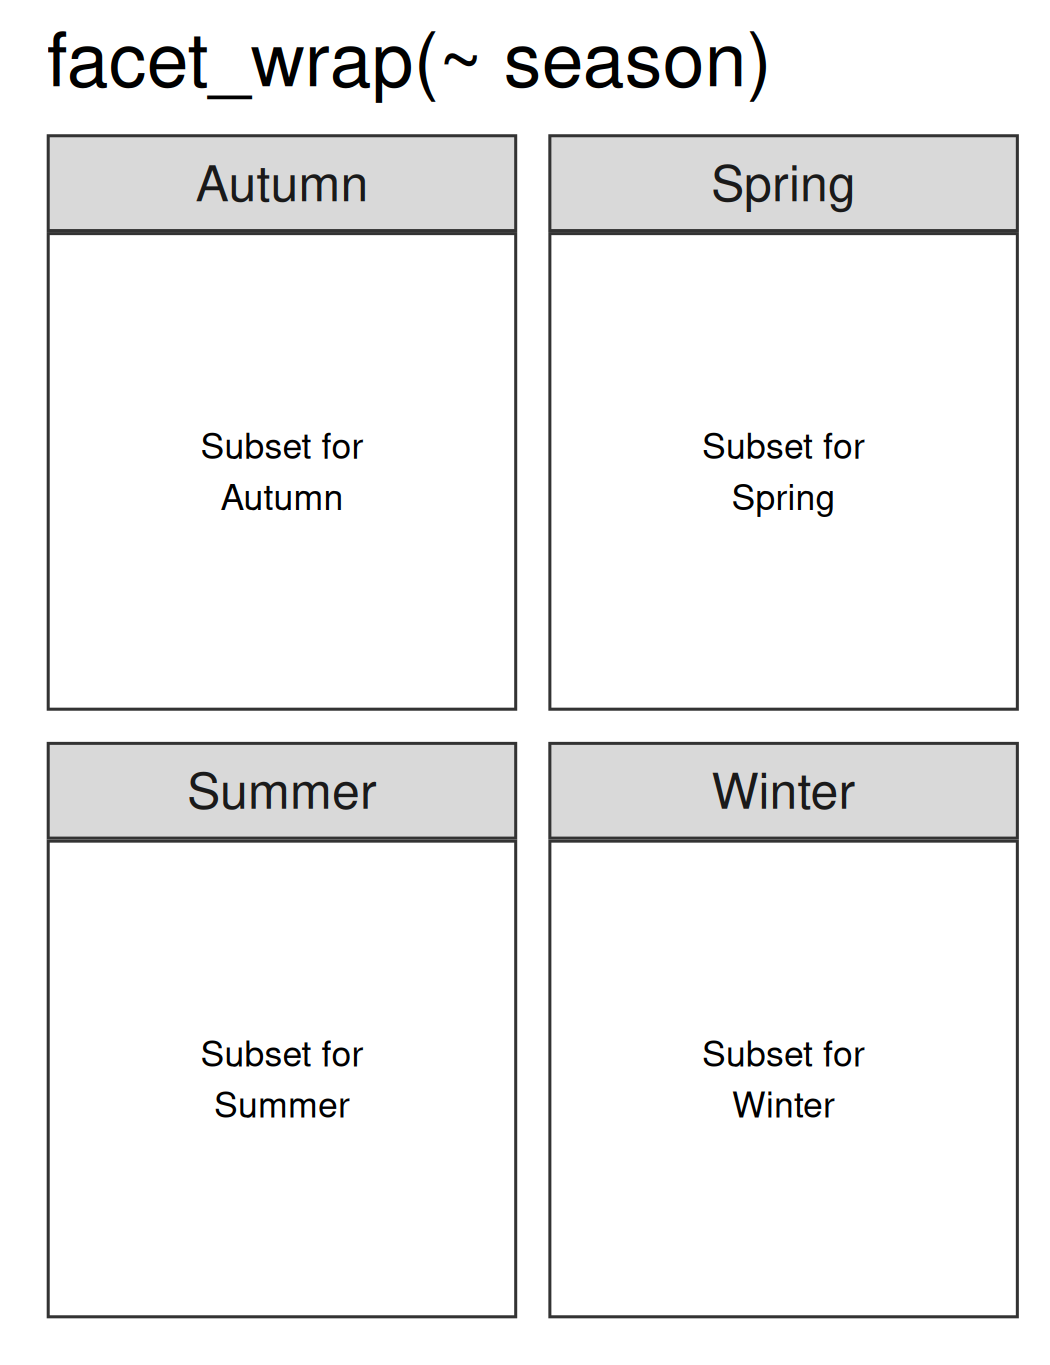 facet_wrap(~ season)
Autumn
Spring
Subset for
Autumn
Subset for
Spring
Summer
Winter
Subset for
Summer
Subset for
Winter